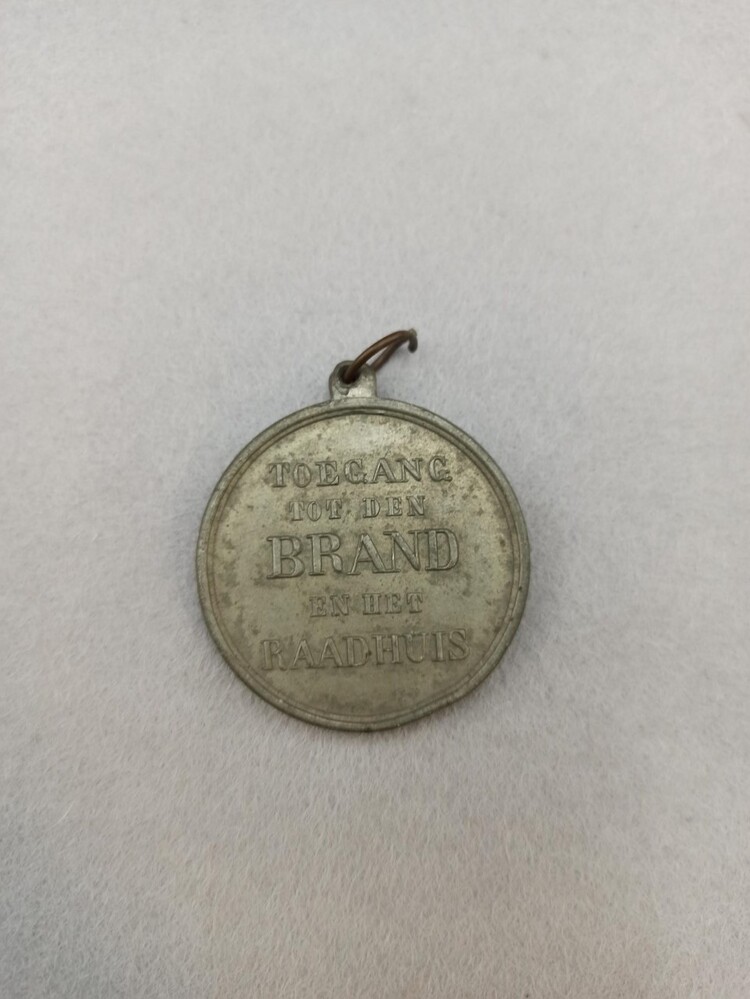 TOEGANG
TOT DEN
BRAND
EN HET
RAADHUIS